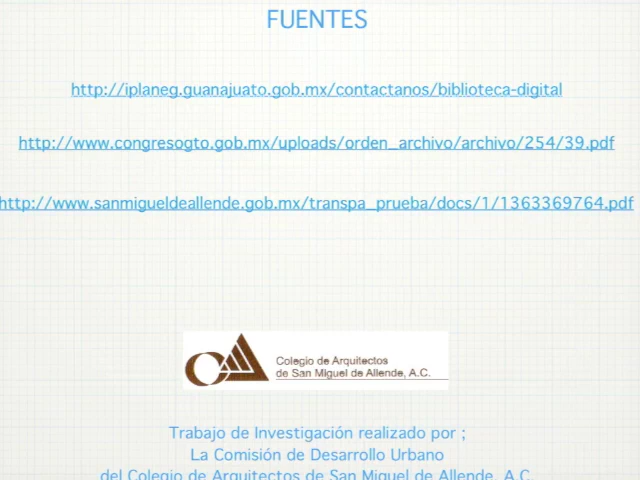 FUENTES
http://iplaneg.guanajuato.gob.mx/contactanos/biblioteca-digital
http://www.congresogto.gob.mx/uploads/orden_archivo/archivo/254/39.pdf
http://www.sanmigueldeallende.gob.mx/transpa_prueba/docs/1/1363369764.pdf
Colegio de Arquitectos
de San Miguel de Allende, A.C.
Trabajo de Investigación realizado por ;
La Comisión de Desarrollo Urbano
del Colegio de Arquitectos de San Miguel de Allende, A.C.